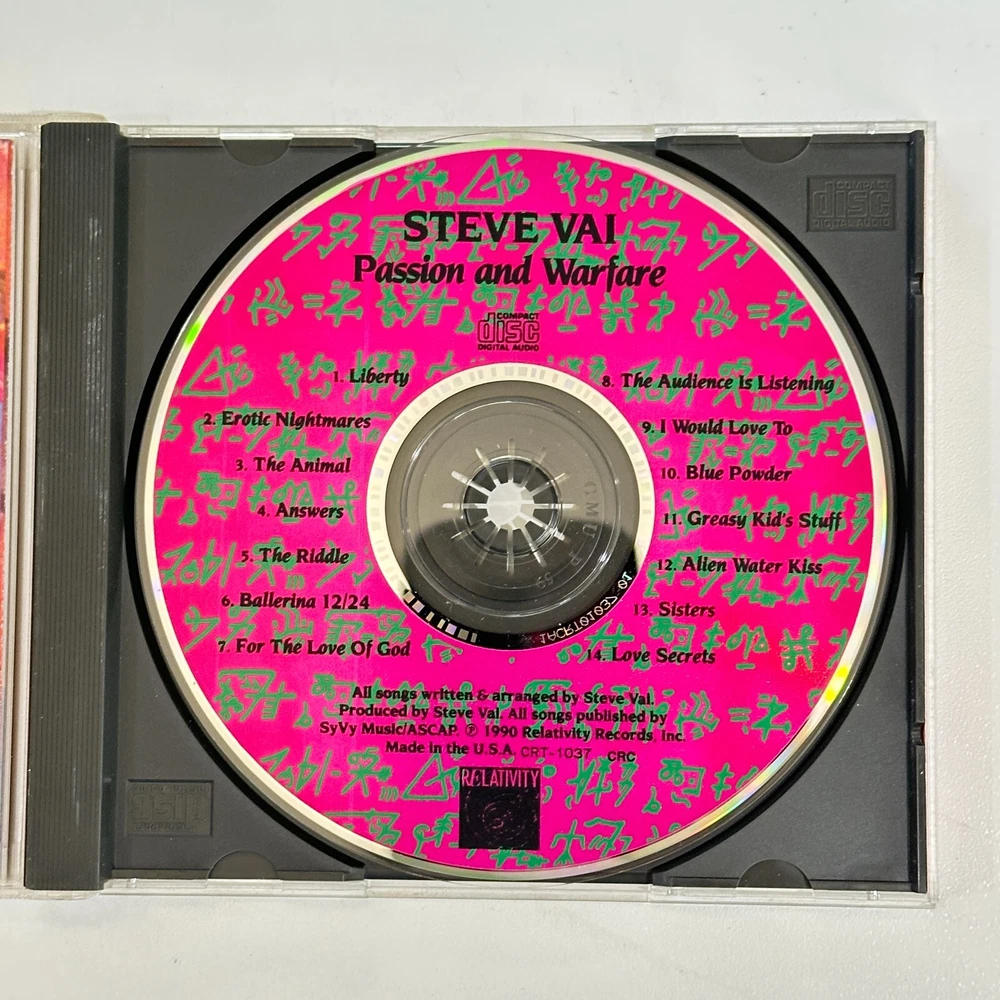 STEVE VAI
Passion and Warfare
COMPACT
disc
DIGITAL AUDIO
1. Liberty
2. Erotic Nightmares
3. The Animal
4. Answers
5. The Riddle
6. Ballerina 12/24
7. For The Love Of God
8. The Audience Is Listening
9. I Would Love To
10. Blue Powder
11. Greasy Kid's Stuff
12. Alien Water Kiss
13. Sisters
14. Love Secrets
All songs written & arranged by Steve Vai.
Produced by Steve Vai. All songs published by
SyVy Music/ASCAP. ℗ 1990 Relativity Records, Inc.
Made in the U.S.A. CRT-1037 CRC
RELATIVITY
1ACRT01037 01
COMPACT
disc
DIGITAL AUDIO